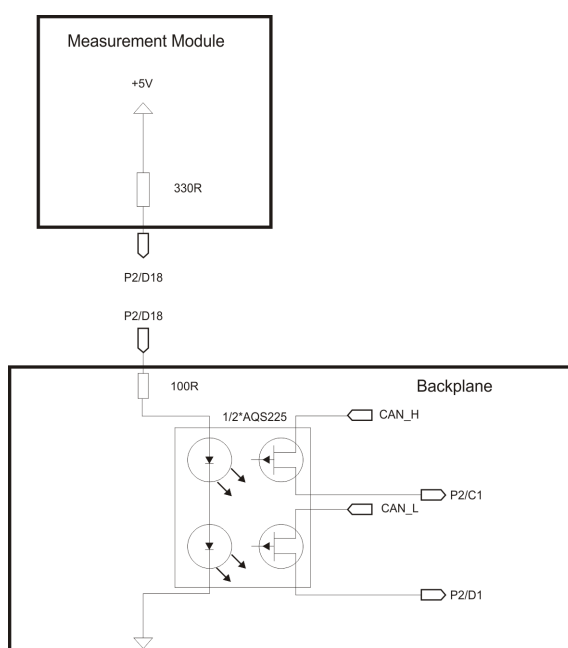 Measurement Module
+5V
330R
P2/D18
P2/D18
100R
Backplane
1/2*AQS225
CAN_H
P2/C1
CAN_L
P2/D1